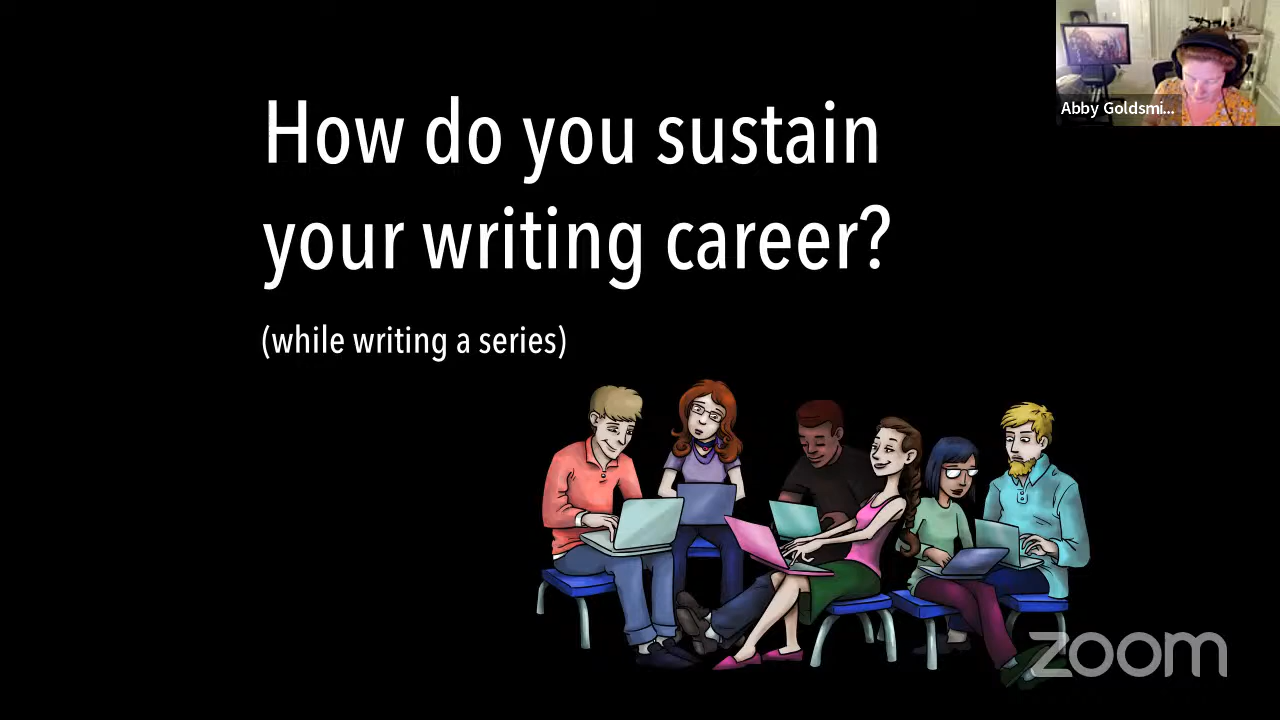 How do you sustain
your writing career?
(while writing a series)
Abby Goldsmi...
zoom